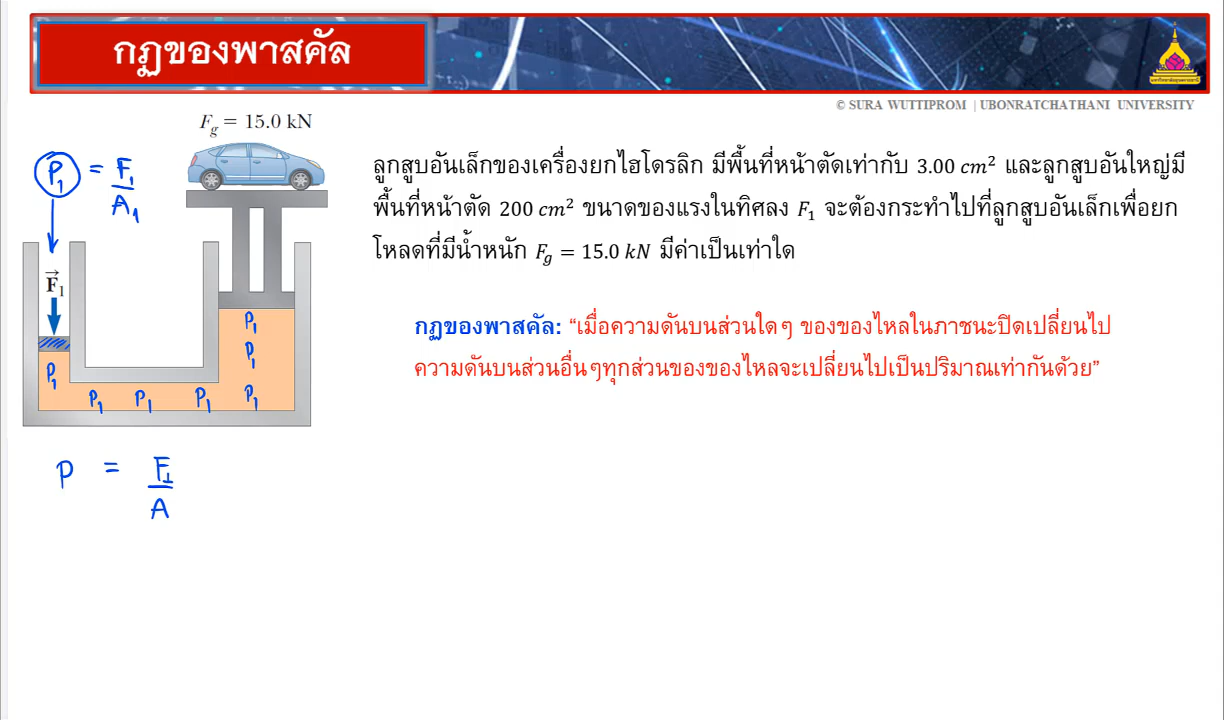 กฎของพาสคัล
© SURA WUTTIPROM | UBONRATCHATHANI UNIVERSITY
F_g = 15.0 kN
P₁ = F₁/A₁
ลูกสูบอันเล็กของเครื่องยกไฮโดรลิก มีพื้นที่หน้าตัดเท่ากับ 3.00 cm² และลูกสูบอันใหญ่มี
พื้นที่หน้าตัด 200 cm² ขนาดของแรงในทิศลง F₁ จะต้องกระทำไปที่ลูกสูบอันเล็กเพื่อยก
โหลดที่มีน้ำหนัก F_g = 15.0 kN มีค่าเป็นเท่าใด
F₁
กฎของพาสคัล: “เมื่อความดันบนส่วนใดๆ ของของไหลในภาชนะปิดเปลี่ยนไป
ความดันบนส่วนอื่นๆทุกส่วนของของไหลจะเปลี่ยนไปเป็นปริมาณเท่ากันด้วย”
P₁
P₁
P₁
P₁ P₁ P₁ P₁
P = F⊥/A